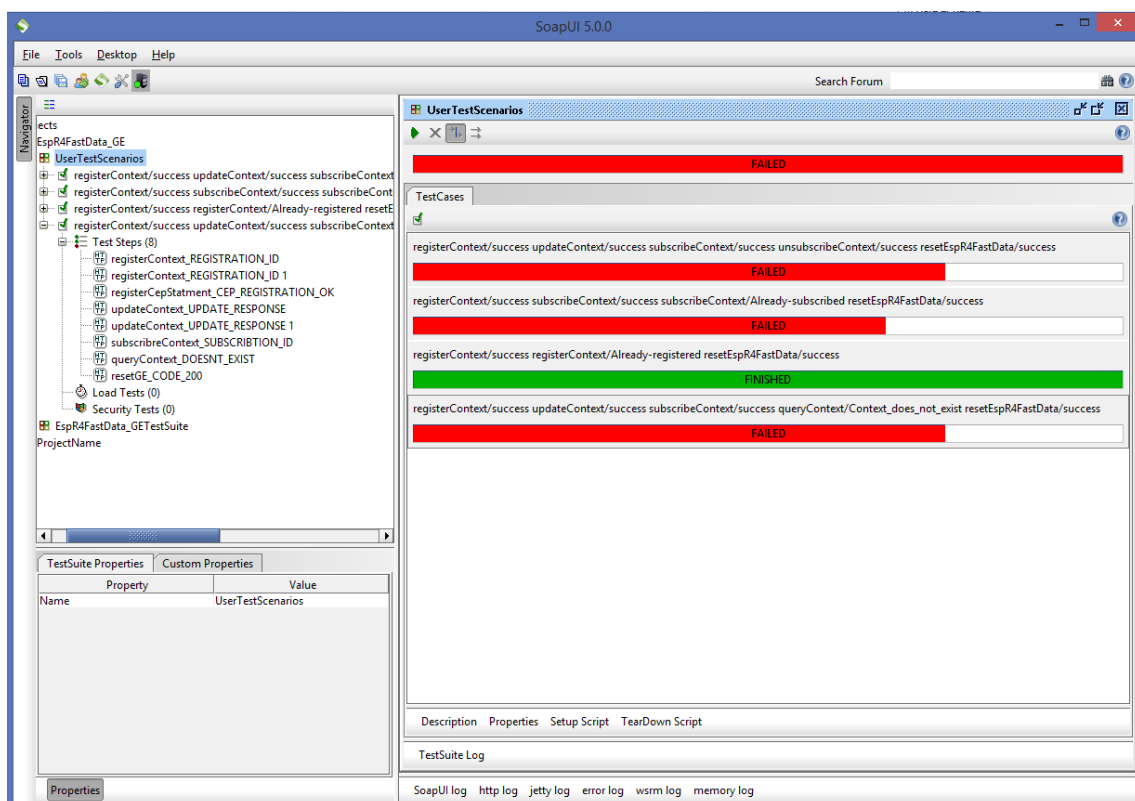 SoapUI 5.0.0
File Tools Desktop Help
Search Forum
Navigator
ects
EspR4FastData_GE
UserTestScenarios
registerContext/success updateContext/success subscribeContext
registerContext/success subscribeContext/success subscribeCont
registerContext/success registerContext/Already-registered resetE
registerContext/success updateContext/success subscribeContext
Test Steps (8)
registerContext_REGISTRATION_ID
registerContext_REGISTRATION_ID 1
registerCepStatment_CEP_REGISTRATION_OK
updateContext_UPDATE_RESPONSE
updateContext_UPDATE_RESPONSE 1
subscribreContext_SUBSCRIBTION_ID
queryContext_DOESNT_EXIST
resetGE_CODE_200
Load Tests (0)
Security Tests (0)
EspR4FastData_GETestSuite
ProjectName
TestSuite Properties Custom Properties
Property Value
Name UserTestScenarios
Properties
UserTestScenarios
FAILED
TestCases
registerContext/success updateContext/success subscribeContext/success unsubscribeContext/success resetEspR4FastData/success
FAILED
registerContext/success subscribeContext/success subscribeContext/Already-subscribed resetEspR4FastData/success
FAILED
registerContext/success registerContext/Already-registered resetEspR4FastData/success
FINISHED
registerContext/success updateContext/success subscribeContext/success queryContext/Context_does_not_exist resetEspR4FastData/success
FAILED
Description Properties Setup Script TearDown Script
TestSuite Log
SoapUI log http log jetty log error log wsrm log memory log